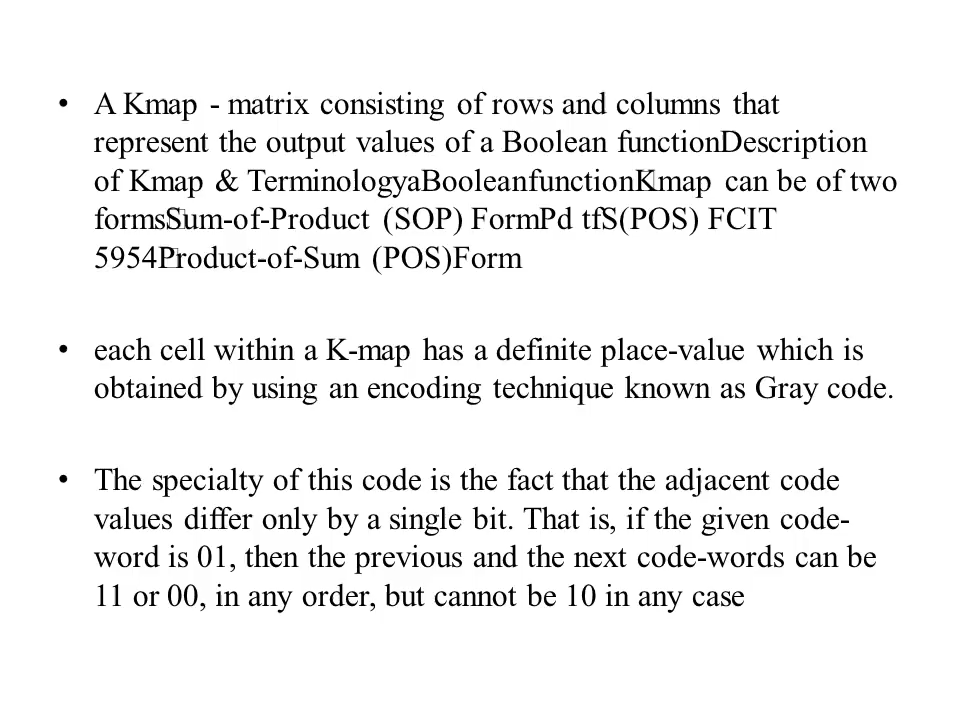 • A Kmap - matrix consisting of rows and columns that
represent the output values of a Boolean functionDescription
of Kmap & TerminologyaBooleanfunctionKmap can be of two
formsSum-of-Product (SOP) FormPd tfS(POS) FCIT
5954Product-of-Sum (POS)Form
• each cell within a K-map has a definite place-value which is
obtained by using an encoding technique known as Gray code.
• The specialty of this code is the fact that the adjacent code
values differ only by a single bit. That is, if the given code-
word is 01, then the previous and the next code-words can be
11 or 00, in any order, but cannot be 10 in any case